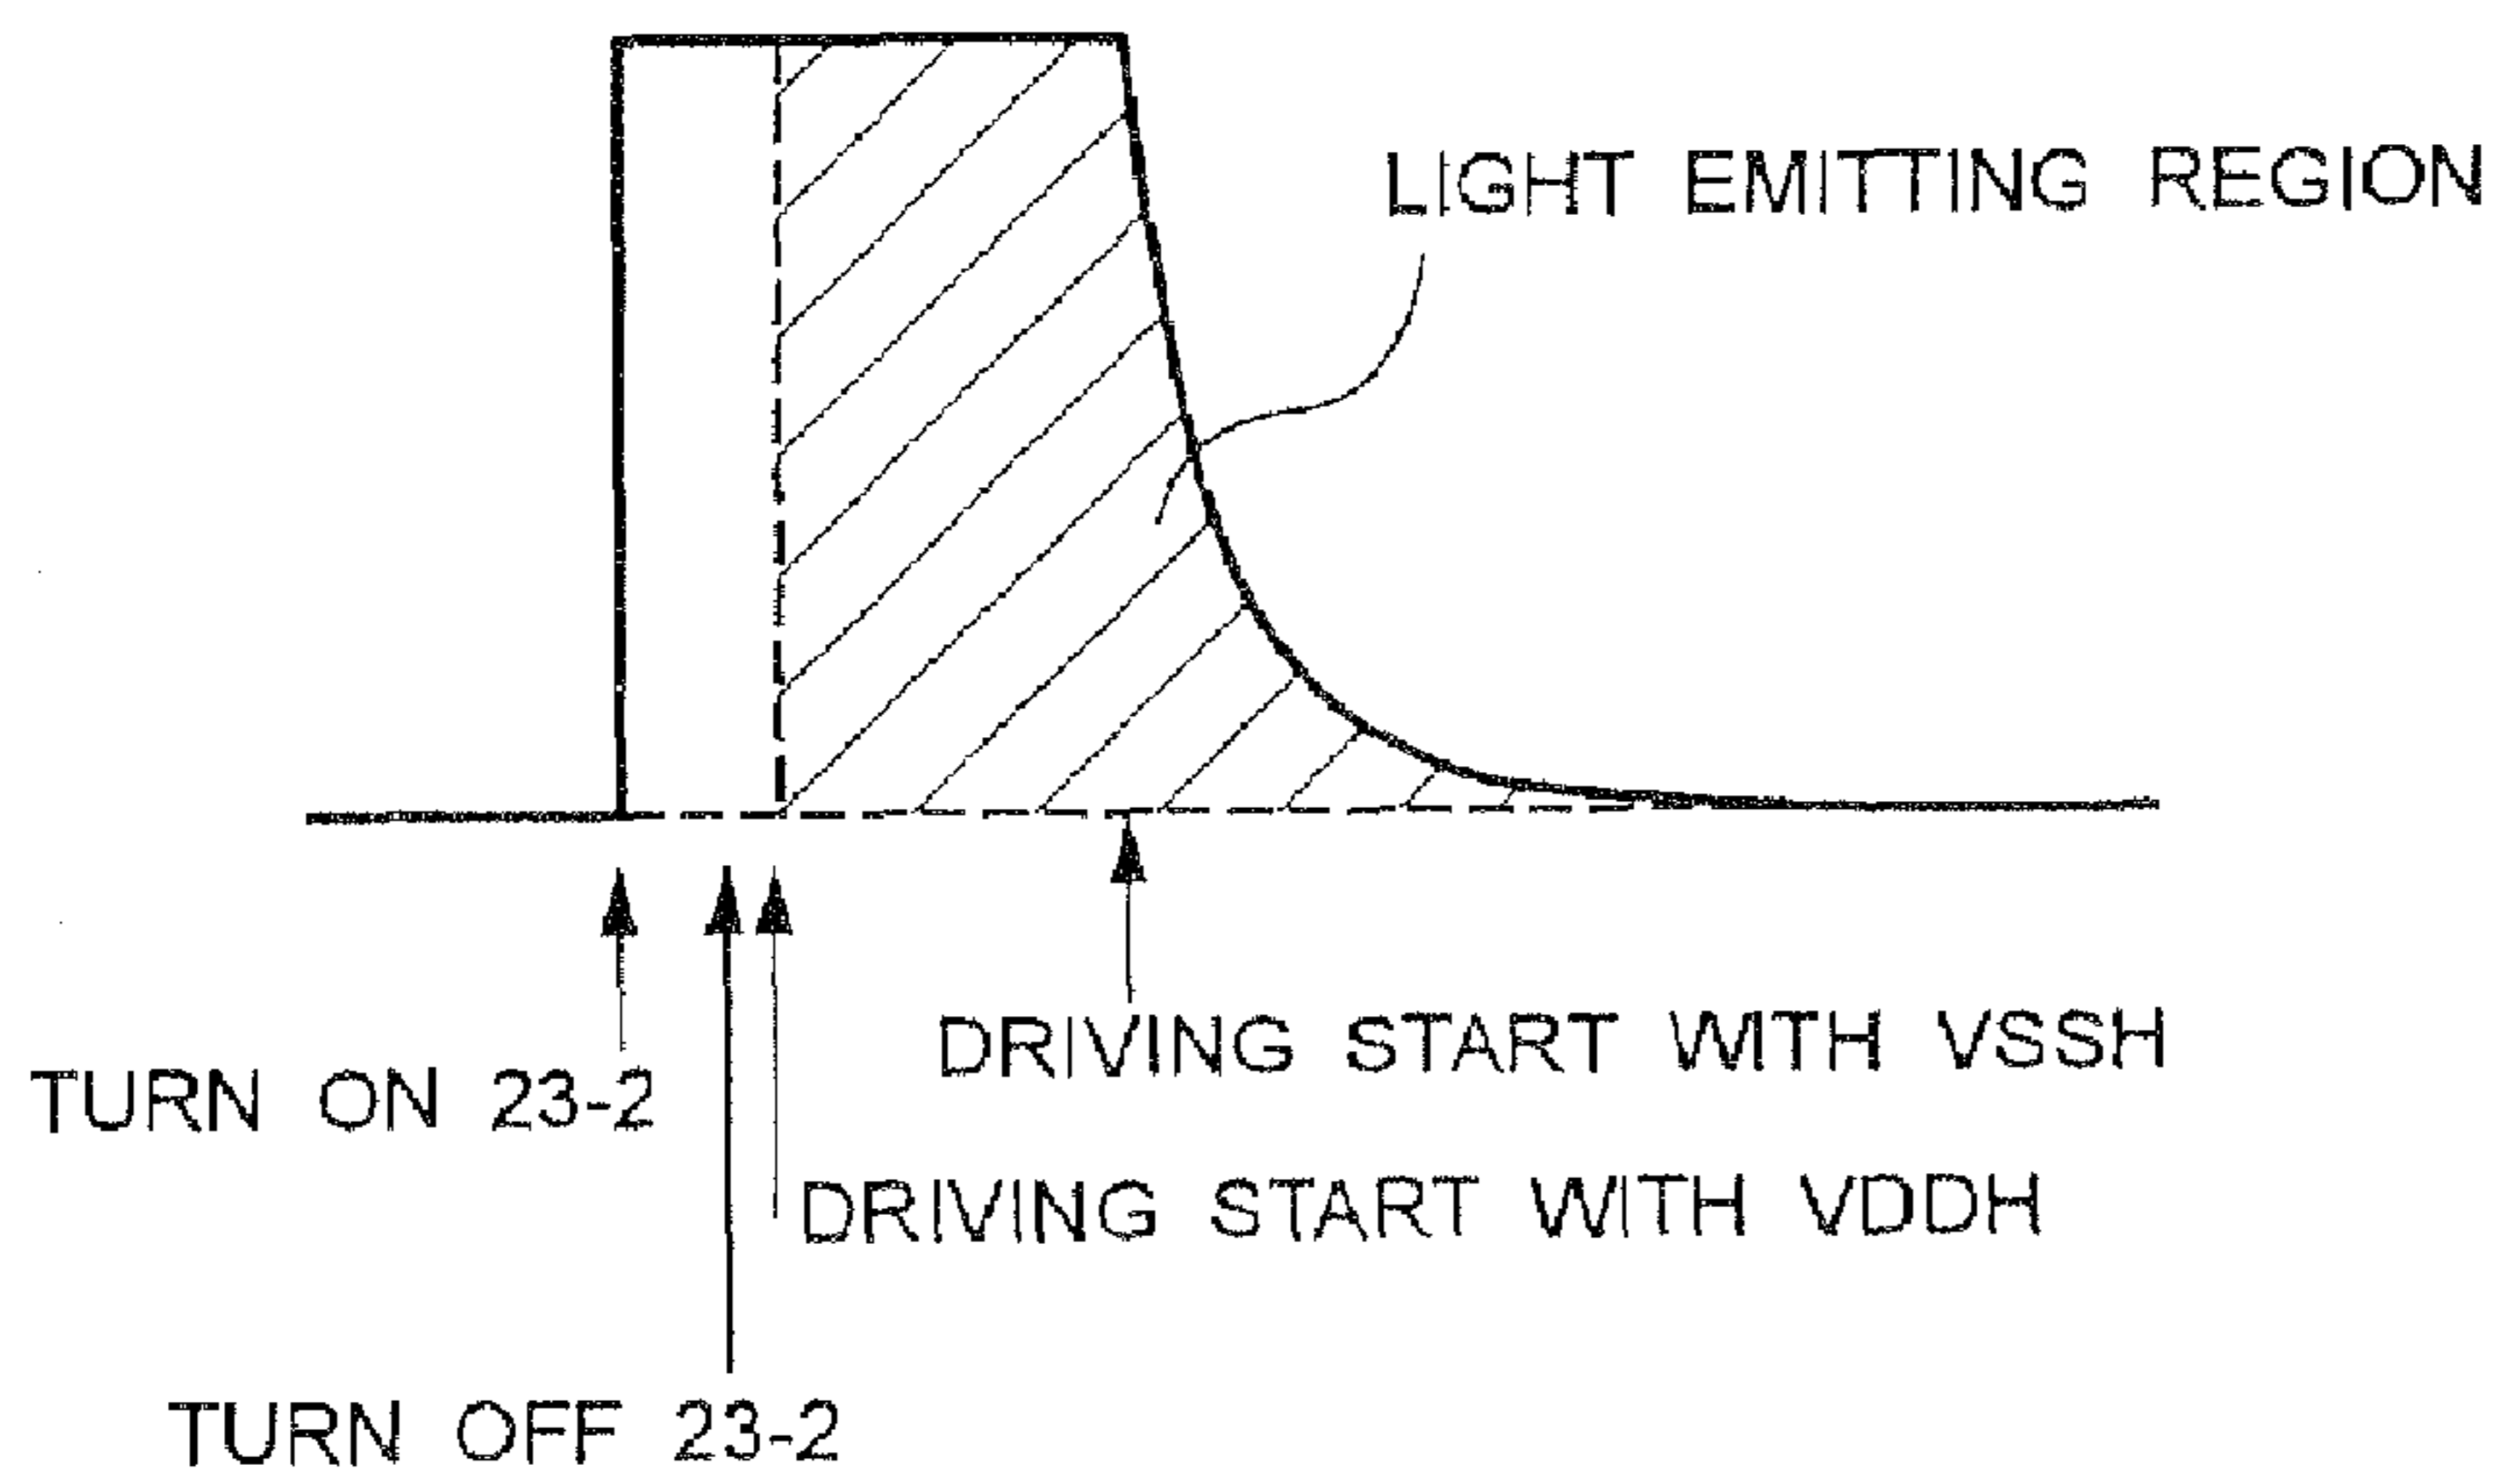 LIGHT EMITTING REGION
DRIVING START WITH VSSH
TURN ON 23-2
DRIVING START WITH VDDH
TURN OFF 23-2